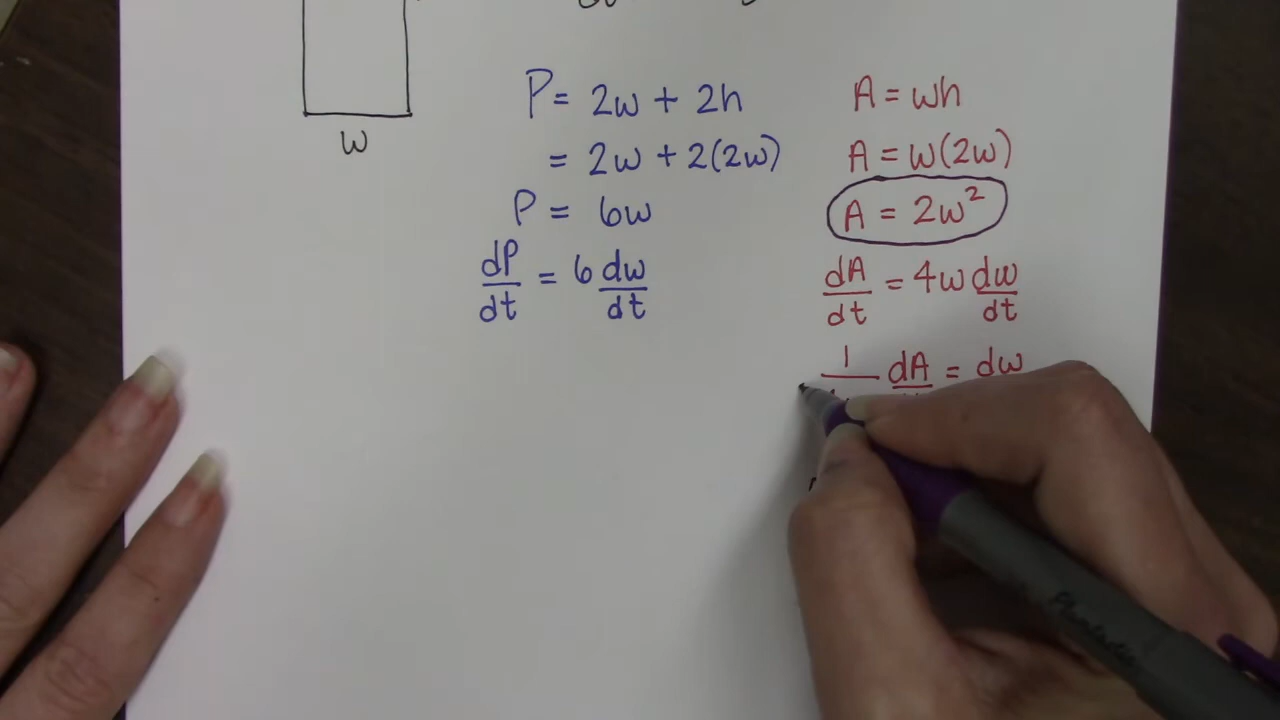 w
P = 2w + 2h
= 2w + 2(2w)
P = 6w
dP/dt = 6 dw/dt
A = wh
A = w(2w)
A = 2w²
dA/dt = 4w dw/dt
1 dA = dw